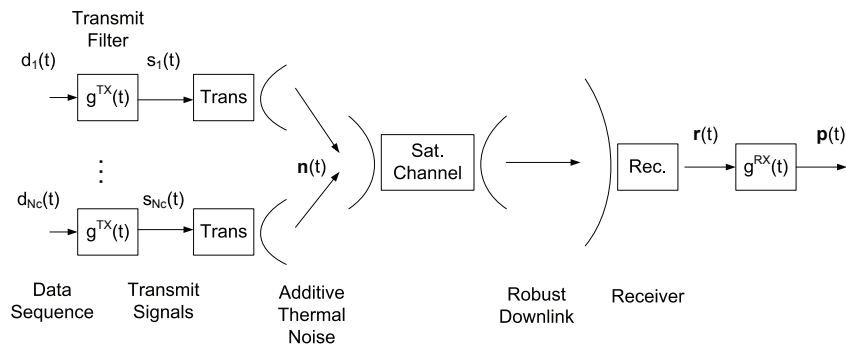 Transmit
Filter
d1(t)
gTX(t)
s1(t)
Trans
⋮
n(t)
Sat.
Channel
Rec.
r(t)
gRX(t)
p(t)
dNc(t)
gTX(t)
sNc(t)
Trans
Data
Sequence
Transmit
Signals
Additive
Thermal
Noise
Robust
Downlink
Receiver